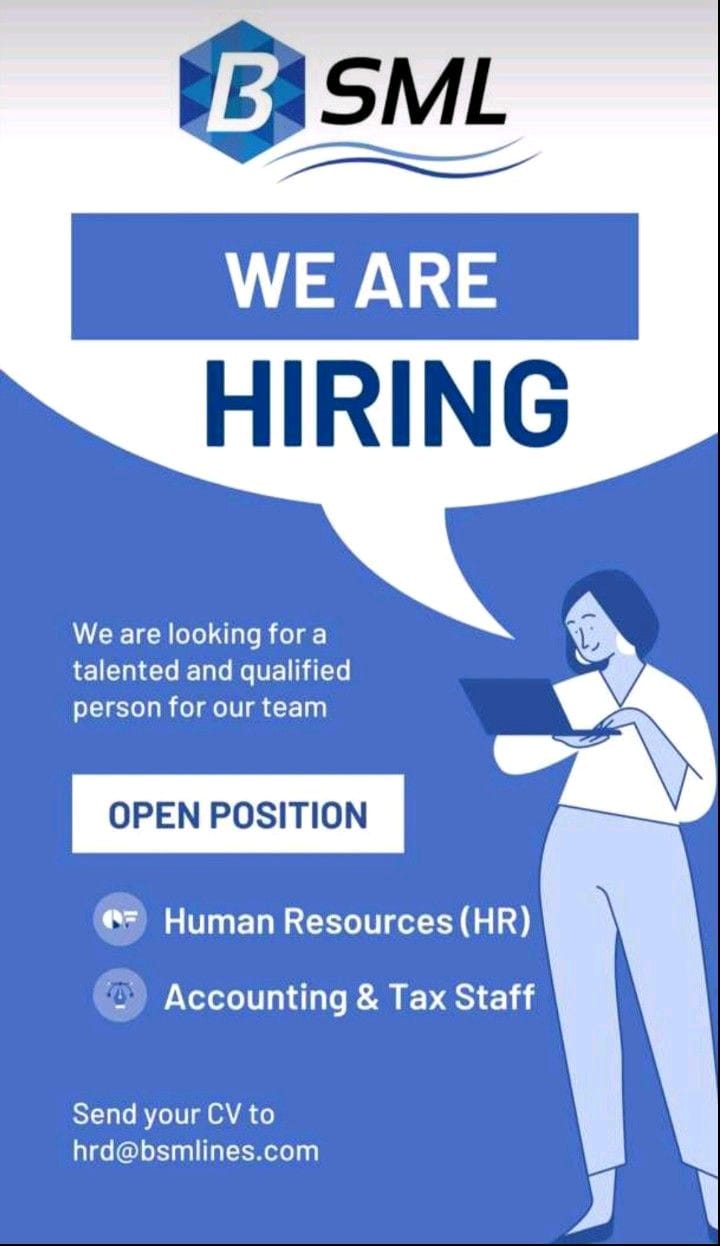 B SML
WE ARE
HIRING
We are looking for a
talented and qualified
person for our team
OPEN POSITION
Human Resources (HR)
Accounting & Tax Staff
Send your CV to
hrd@bsmlines.com